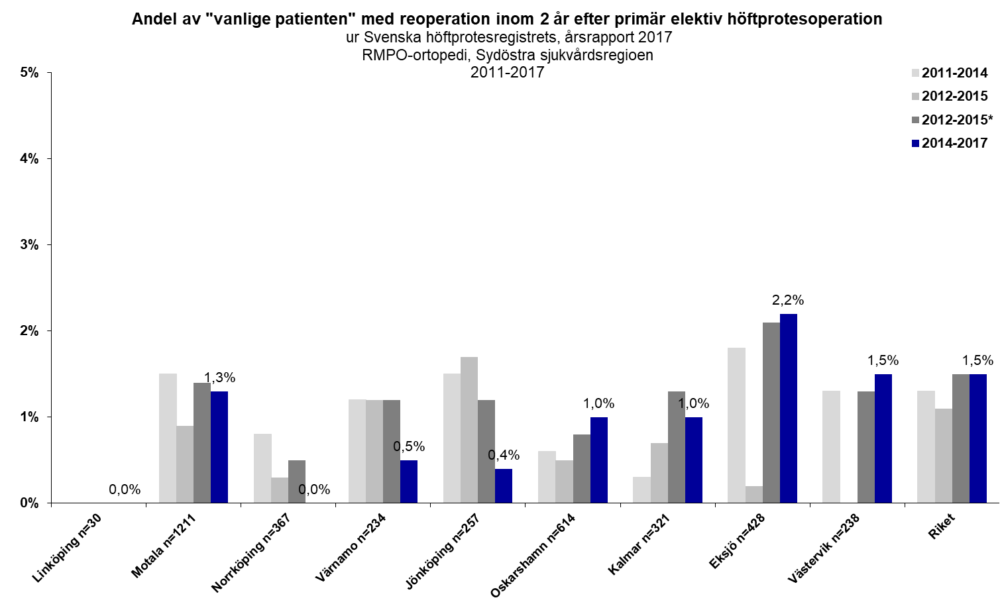 Andel av "vanlige patienten" med reoperation inom 2 år efter primär elektiv höftprotesoperation
ur Svenska höftprotesregistrets, årsrapport 2017
RMPO-ortopedi, Sydöstra sjukvårdsregioen
2011-2017
5%
4%
3%
2%
1%
0%
2011-2014
2012-2015
2012-2015*
2014-2017
0,0%
1,3%
0,0%
0,5%
0,4%
1,0%
1,0%
2,2%
1,5%
1,5%
Linköping n=30
Motala n=1211
Norrköping n=367
Värnamo n=234
Jönköping n=257
Oskarshamn n=614
Kalmar n=321
Eksjö n=428
Västervik n=238
Riket